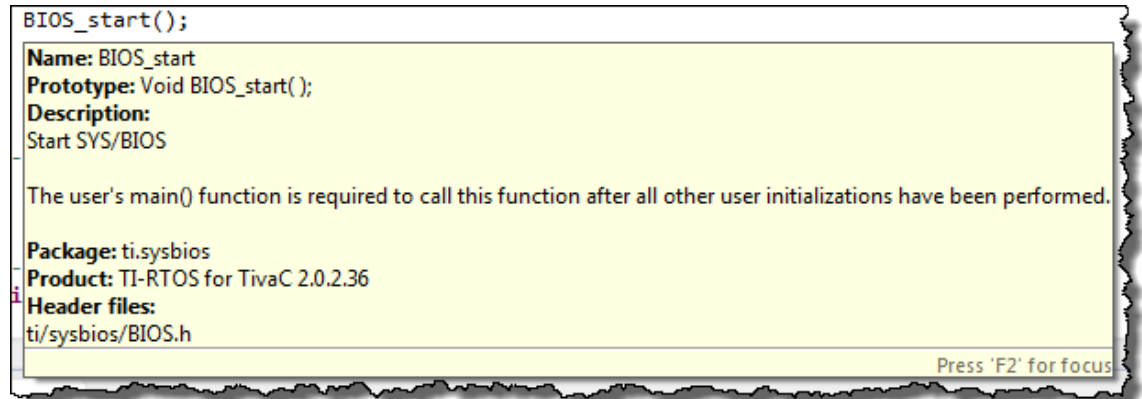 BIOS_start();
Name: BIOS_start
Prototype: Void BIOS_start( );
Description:
Start SYS/BIOS
The user's main() function is required to call this function after all other user initializations have been performed.
Package: ti.sysbios
Product: TI-RTOS for TivaC 2.0.2.36
Header files:
ti/sysbios/BIOS.h
Press 'F2' for focus